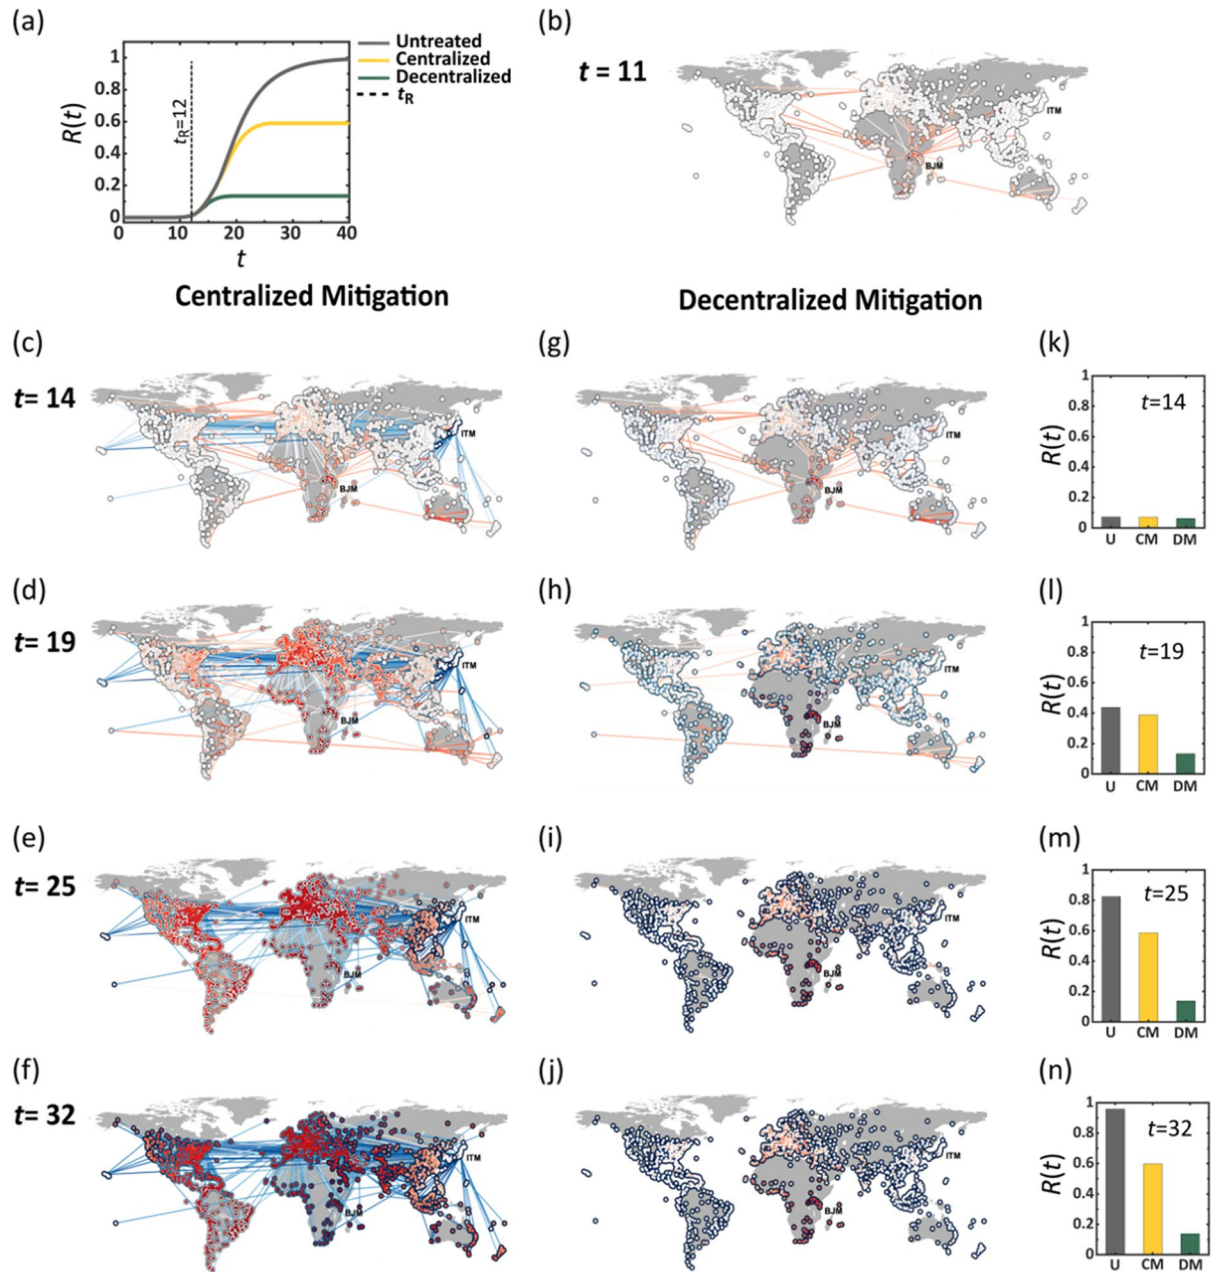 (a)
Untreated
Centralized
Decentralized
tR
tR=12
R(t)
1
0.8
0.6
0.4
0.2
0
0 10 20 30 40
t
(b)
t = 11
ITM
BJM
Centralized Mitigation
Decentralized Mitigation
(c)
t= 14
ITM
BJM
(g)
ITM
BJM
(k)
t=14
R(t)
1
0.8
0.6
0.4
0.2
0
U CM DM
(d)
t= 19
ITM
BJM
(h)
ITM
BJM
(l)
t=19
R(t)
1
0.8
0.6
0.4
0.2
0
U CM DM
(e)
t= 25
ITM
BJM
(i)
ITM
BJM
(m)
t=25
R(t)
1
0.8
0.6
0.4
0.2
0
U CM DM
(f)
t= 32
ITM
BJM
(j)
ITM
BJM
(n)
t=32
R(t)
1
0.8
0.6
0.4
0.2
0
U CM DM